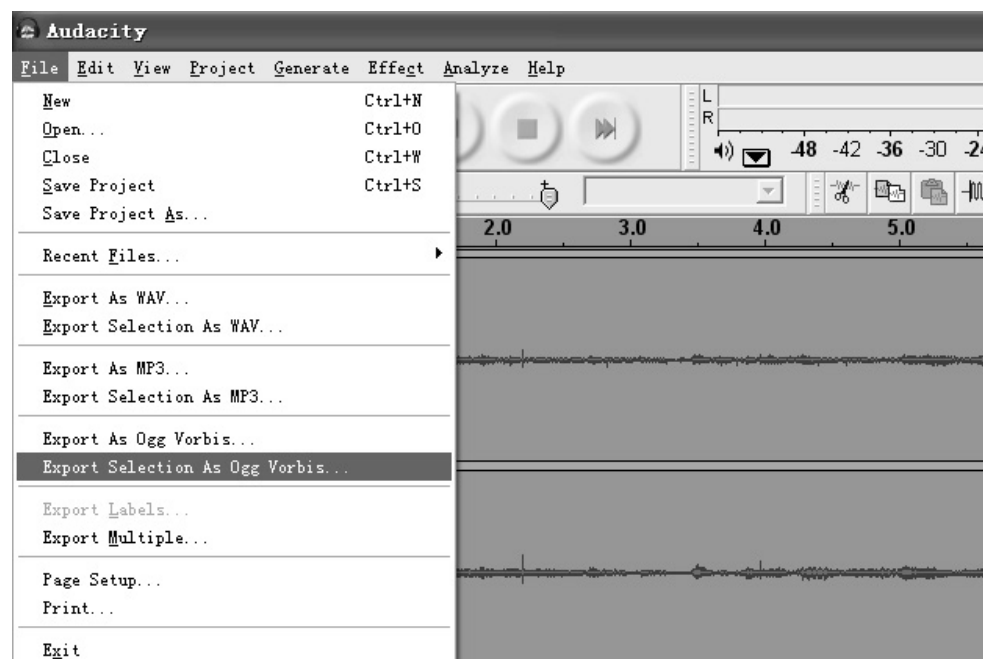 Audacity
File Edit View Project Generate Effect Analyze Help
New Ctrl+N
Open... Ctrl+O
Close Ctrl+W
Save Project Ctrl+S
Save Project As...
Recent Files...
Export As WAV...
Export Selection As WAV...
Export As MP3...
Export Selection As MP3...
Export As Ogg Vorbis...
Export Selection As Ogg Vorbis...
Export Labels...
Export Multiple...
Page Setup...
Print...
Exit
L
R
-48 -42 -36 -30 -24
2.0 3.0 4.0 5.0